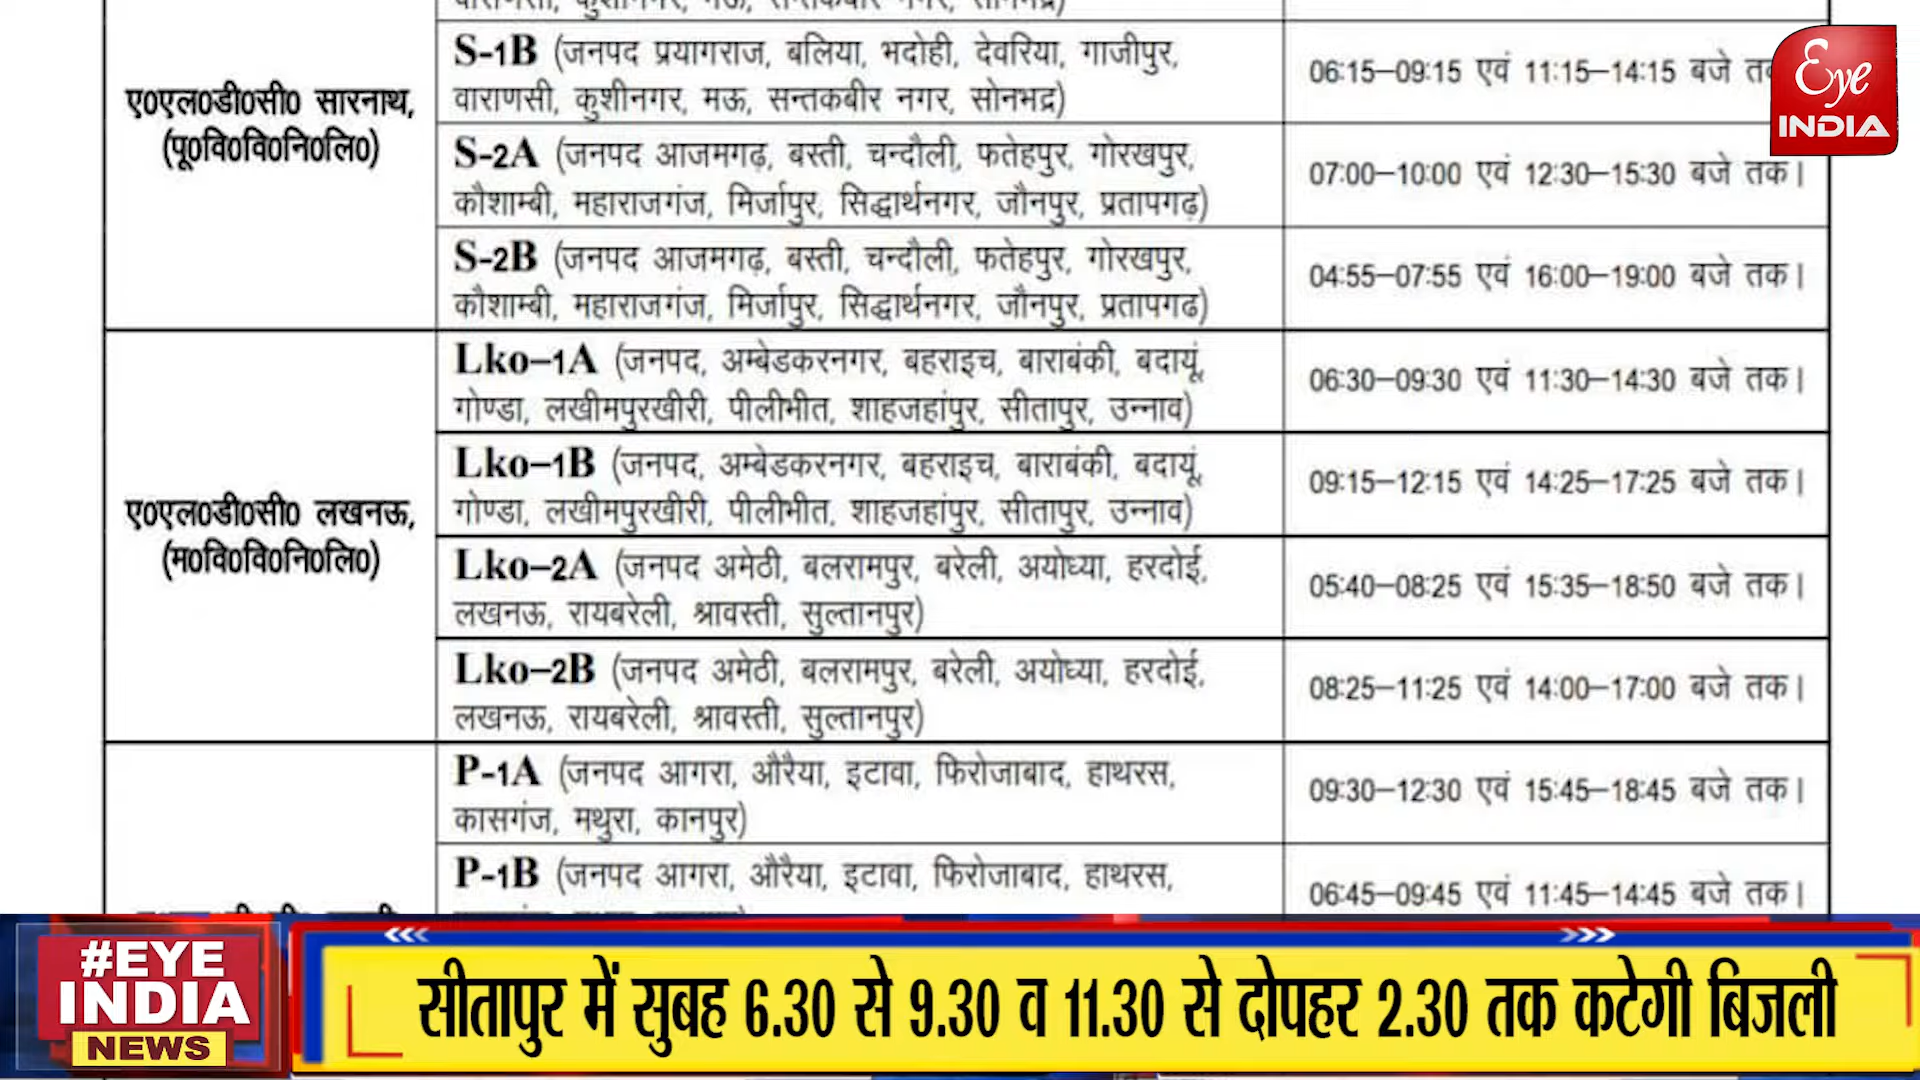 वाराणसी, कुशीनगर, मऊ, सन्तकबीर नगर, सोनभद्र)
ए0एल0डी0सी0 सारनाथ,
(पू0वि0वि0नि0लि0)
S-1B (जनपद प्रयागराज, बलिया, भदोही, देवरिया, गाजीपुर,
वाराणसी, कुशीनगर, मऊ, सन्तकबीर नगर, सोनभद्र)
06:15–09:15 एवं 11:15–14:15 बजे
S-2A (जनपद आजमगढ़, बस्ती, चन्दौली, फतेहपुर, गोरखपुर,
कौशाम्बी, महाराजगंज, मिर्जापुर, सिद्धार्थनगर, जौनपुर, प्रतापगढ़)
07:00–10:00 एवं 12:30–15:30 बजे तक।
S-2B (जनपद आजमगढ़, बस्ती, चन्दौली, फतेहपुर, गोरखपुर,
कौशाम्बी, महाराजगंज, मिर्जापुर, सिद्धार्थनगर, जौनपुर, प्रतापगढ)
04:55–07:55 एवं 16:00–19:00 बजे तक।
ए0एल0डी0सी0 लखनऊ,
(म0वि0वि0नि0लि0)
Lko–1A (जनपद, अम्बेडकरनगर, बहराइच, बाराबंकी, बदायूं,
गोण्डा, लखीमपुरखीरी, पीलीभीत, शाहजहांपुर, सीतापुर, उन्नाव)
06:30–09:30 एवं 11:30–14:30 बजे तक।
Lko–1B (जनपद, अम्बेडकरनगर, बहराइच, बाराबंकी, बदायूं,
गोण्डा, लखीमपुरखीरी, पीलीभीत, शाहजहांपुर, सीतापुर, उन्नाव)
09:15–12:15 एवं 14:25–17:25 बजे तक।
Lko–2A (जनपद अमेठी, बलरामपुर, बरेली, अयोध्या, हरदोई,
लखनऊ, रायबरेली, श्रावस्ती, सुल्तानपुर)
05:40–08:25 एवं 15:35–18:50 बजे तक।
Lko–2B (जनपद अमेठी, बलरामपुर, बरेली, अयोध्या, हरदोई,
लखनऊ, रायबरेली, श्रावस्ती, सुल्तानपुर)
08:25–11:25 एवं 14:00–17:00 बजे तक।
P-1A (जनपद आगरा, औरैया, इटावा, फिरोजाबाद, हाथरस,
कासगंज, मथुरा, कानपुर)
09:30–12:30 एवं 15:45–18:45 बजे तक।
P-1B (जनपद आगरा, औरैया, इटावा, फिरोजाबाद, हाथरस,
06:45–09:45 एवं 11:45–14:45 बजे तक।
Eye
INDIA
#EYE
INDIA
NEWS
सीतापुर में सुबह 6.30 से 9.30 व 11.30 से दोपहर 2.30 तक कटेगी बिजली